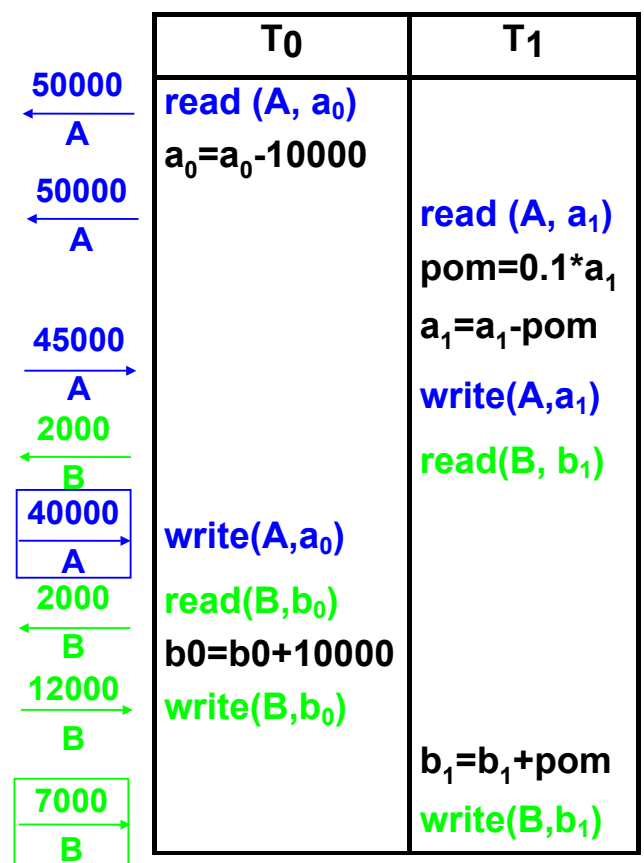 T0 T1
50000
A
read (A, a₀)
a₀=a₀-10000
50000
A
read (A, a₁)
pom=0.1*a₁
a₁=a₁-pom
45000
A
write(A,a₁)
2000
B
read(B, b₁)
40000
A
write(A,a₀)
2000
B
read(B,b₀)
b0=b0+10000
12000
B
write(B,b₀)
b₁=b₁+pom
7000
B
write(B,b₁)